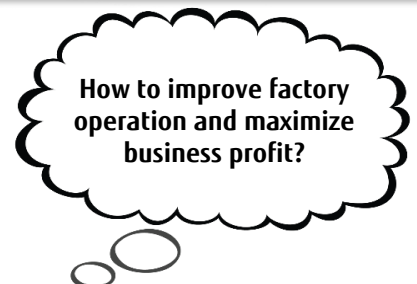 How to improve factory
operation and maximize
business profit?